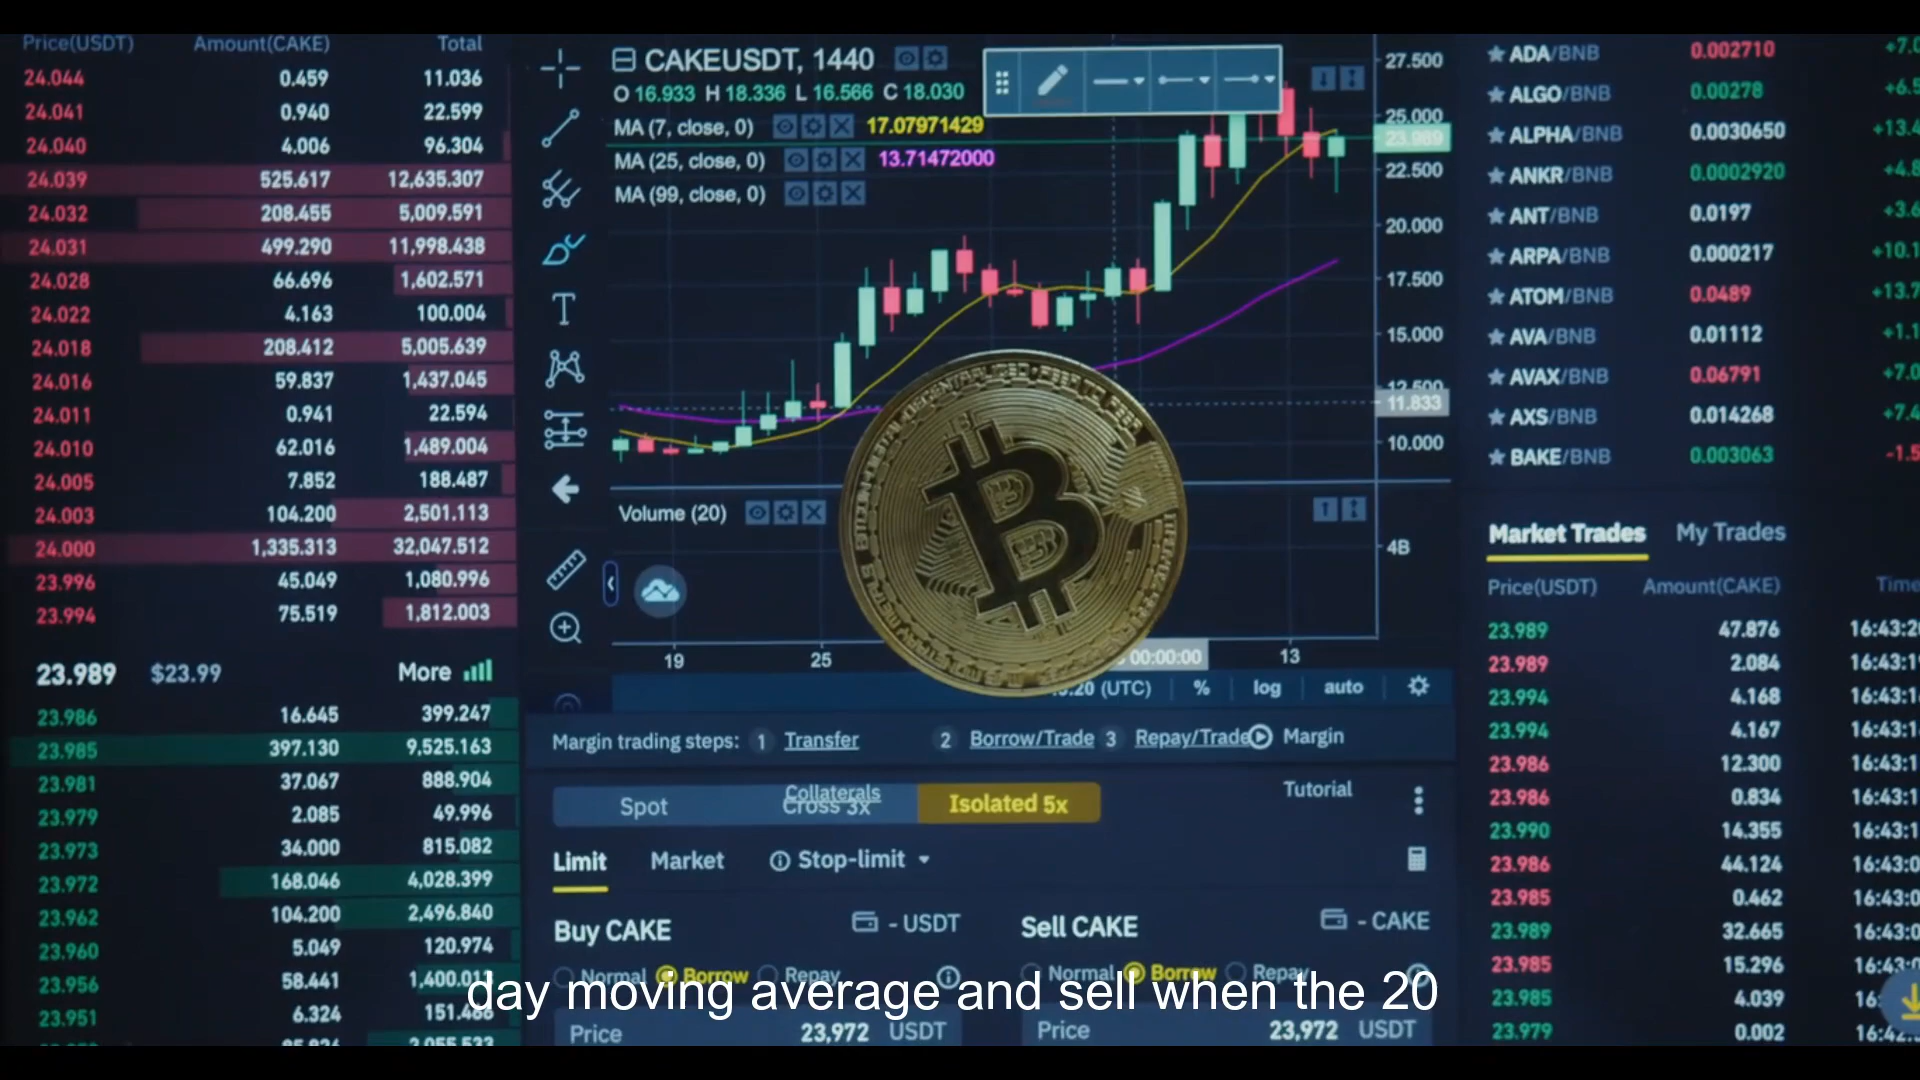 Price(USDT) Amount(CAKE) Total
24.044 0.459 11.036
24.041 0.940 22.599
24.040 4.006 96.304
24.039 525.617 12,635.307
24.032 208.455 5,009.591
24.031 499.290 11,998.438
24.028 66.696 1,602.571
24.022 4.163 100.004
24.018 208.412 5,005.639
24.016 59.837 1,437.045
24.011 0.941 22.594
24.010 62.016 1,489.004
24.005 7.852 188.487
24.003 104.200 2,501.113
24.000 1,335.313 32,047.512
23.996 45.049 1,080.996
23.994 75.519 1,812.003
23.989 $23.99 More
23.986 16.645 399.247
23.985 397.130 9,525.163
23.981 37.067 888.904
23.979 2.085 49.996
23.973 34.000 815.082
23.972 168.046 4,028.399
23.962 104.200 2,496.840
23.960 5.049 120.974
23.956 58.441
23.951 6.324
CAKEUSDT, 1440
O 16.933 H 18.336 L 16.566 C 18.030
MA (7, close, 0) 17.07971429
MA (25, close, 0) 13.71472000
MA (99, close, 0)
27.500
25.000
23.989
22.500
20.000
17.500
15.000
12.500
11.833
10.000
Volume (20)
4B
19 25 00:00:00 13
(UTC) % log auto
Margin trading steps: 1 Transfer 2 Borrow/Trade 3 Repay/Trade Margin
Collaterals Tutorial
Spot Cross 3x Isolated 5x
Limit Market Stop-limit
Buy CAKE - USDT Sell CAKE - CAKE
Normal Borrow Repay Normal Borrow Repay
day moving average and sell when the 20
Price 23,972 USDT Price 23,972 USDT
ADA/BNB 0.002710
ALGO/BNB 0.00278
ALPHA/BNB 0.0030650
ANKR/BNB 0.0002920
ANT/BNB 0.0197
ARPA/BNB 0.000217
ATOM/BNB 0.0489
AVA/BNB 0.01112
AVAX/BNB 0.06791
AXS/BNB 0.014268
BAKE/BNB 0.003063
Market Trades My Trades
Price(USDT) Amount(CAKE) Time
23.989 47.876
23.989 2.084
23.994 4.168
23.994 4.167
23.986 12.300
23.986 0.834
23.990 14.355
23.986 44.124
23.985 0.462
23.989 32.665
23.985 15.296
23.985 4.039
23.979 0.002